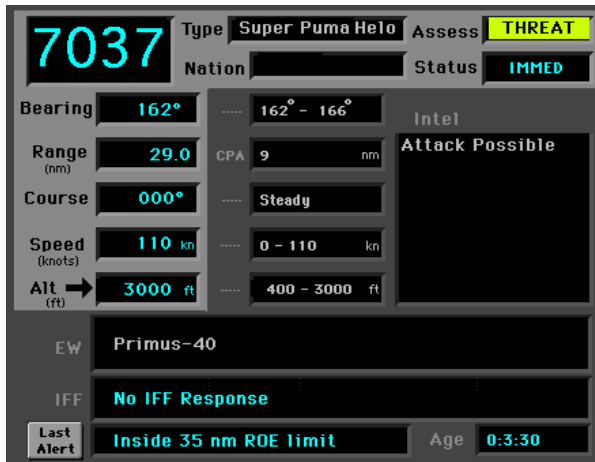 7037
Type Super Puma Helo Assess THREAT
Nation Status IMMED
Bearing 162° ---- 162° - 166°
Intel
Range (nm) 29.0 CPA 9 nm
Attack Possible
Course 000° ---- Steady
Speed (knots) 110 kn ---- 0 - 110 kn
Alt (ft) 3000 ft ---- 400 - 3000 ft
EW Primus-40
IFF No IFF Response
Last Alert Inside 35 nm ROE limit Age 0:3:30